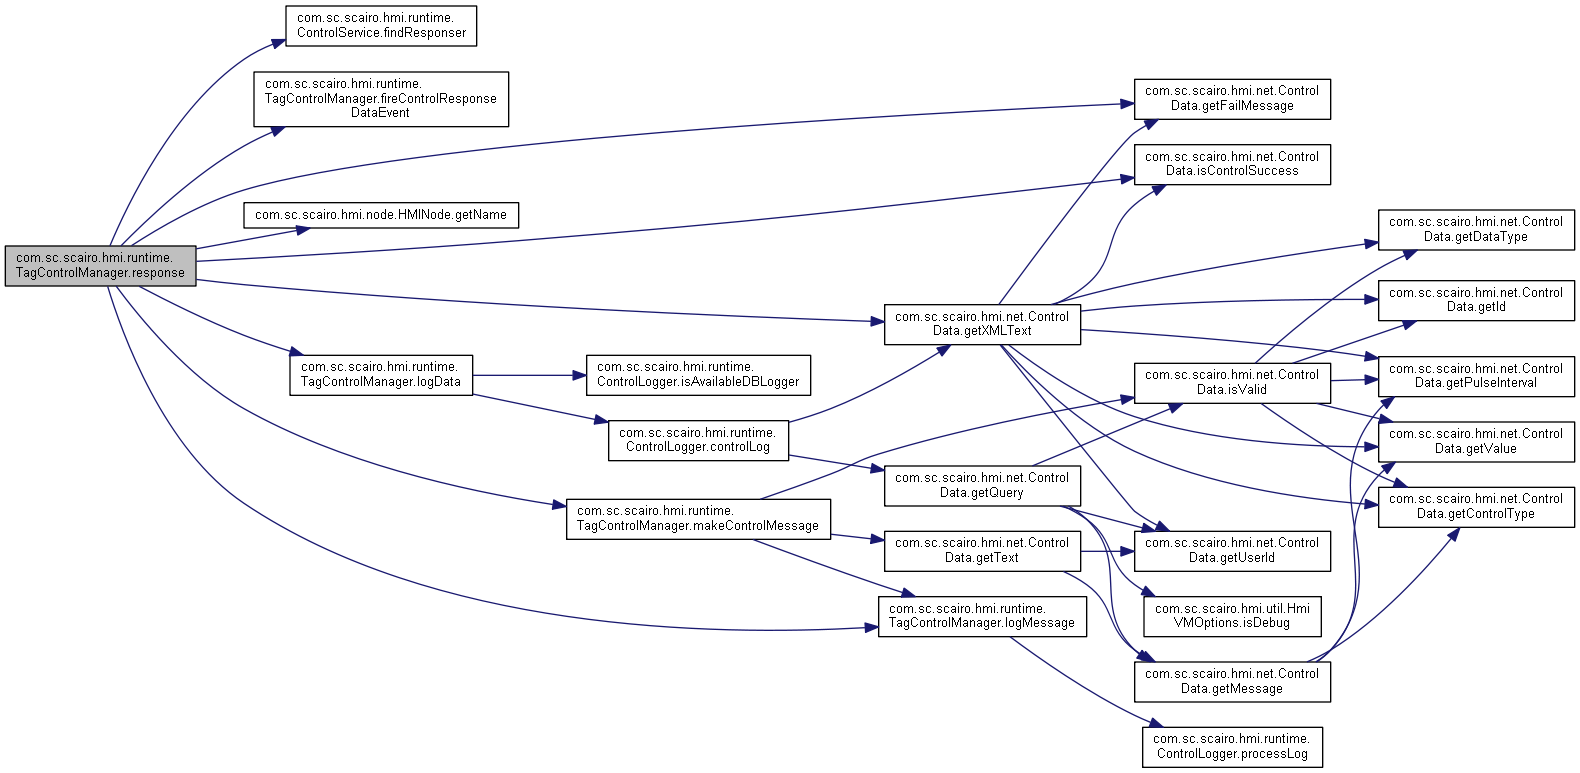 com.sc.scairo.hmi.runtime.
ControlService.findResponser
com.sc.scairo.hmi.runtime.
TagControlManager.fireControlResponse
DataEvent
com.sc.scairo.hmi.node.HMINode.getName
com.sc.scairo.hmi.runtime.
TagControlManager.response
com.sc.scairo.hmi.runtime.
TagControlManager.logData
com.sc.scairo.hmi.runtime.
ControlLogger.isAvailableDBLogger
com.sc.scairo.hmi.runtime.
ControlLogger.controlLog
com.sc.scairo.hmi.runtime.
TagControlManager.makeControlMessage
com.sc.scairo.hmi.net.Control
Data.getXMLText
com.sc.scairo.hmi.net.Control
Data.getQuery
com.sc.scairo.hmi.net.Control
Data.getText
com.sc.scairo.hmi.runtime.
TagControlManager.logMessage
com.sc.scairo.hmi.net.Control
Data.getFailMessage
com.sc.scairo.hmi.net.Control
Data.isControlSuccess
com.sc.scairo.hmi.net.Control
Data.isValid
com.sc.scairo.hmi.net.Control
Data.getUserId
com.sc.scairo.hmi.util.Hmi
VMOptions.isDebug
com.sc.scairo.hmi.net.Control
Data.getMessage
com.sc.scairo.hmi.runtime.
ControlLogger.processLog
com.sc.scairo.hmi.net.Control
Data.getDataType
com.sc.scairo.hmi.net.Control
Data.getId
com.sc.scairo.hmi.net.Control
Data.getPulseInterval
com.sc.scairo.hmi.net.Control
Data.getValue
com.sc.scairo.hmi.net.Control
Data.getControlType